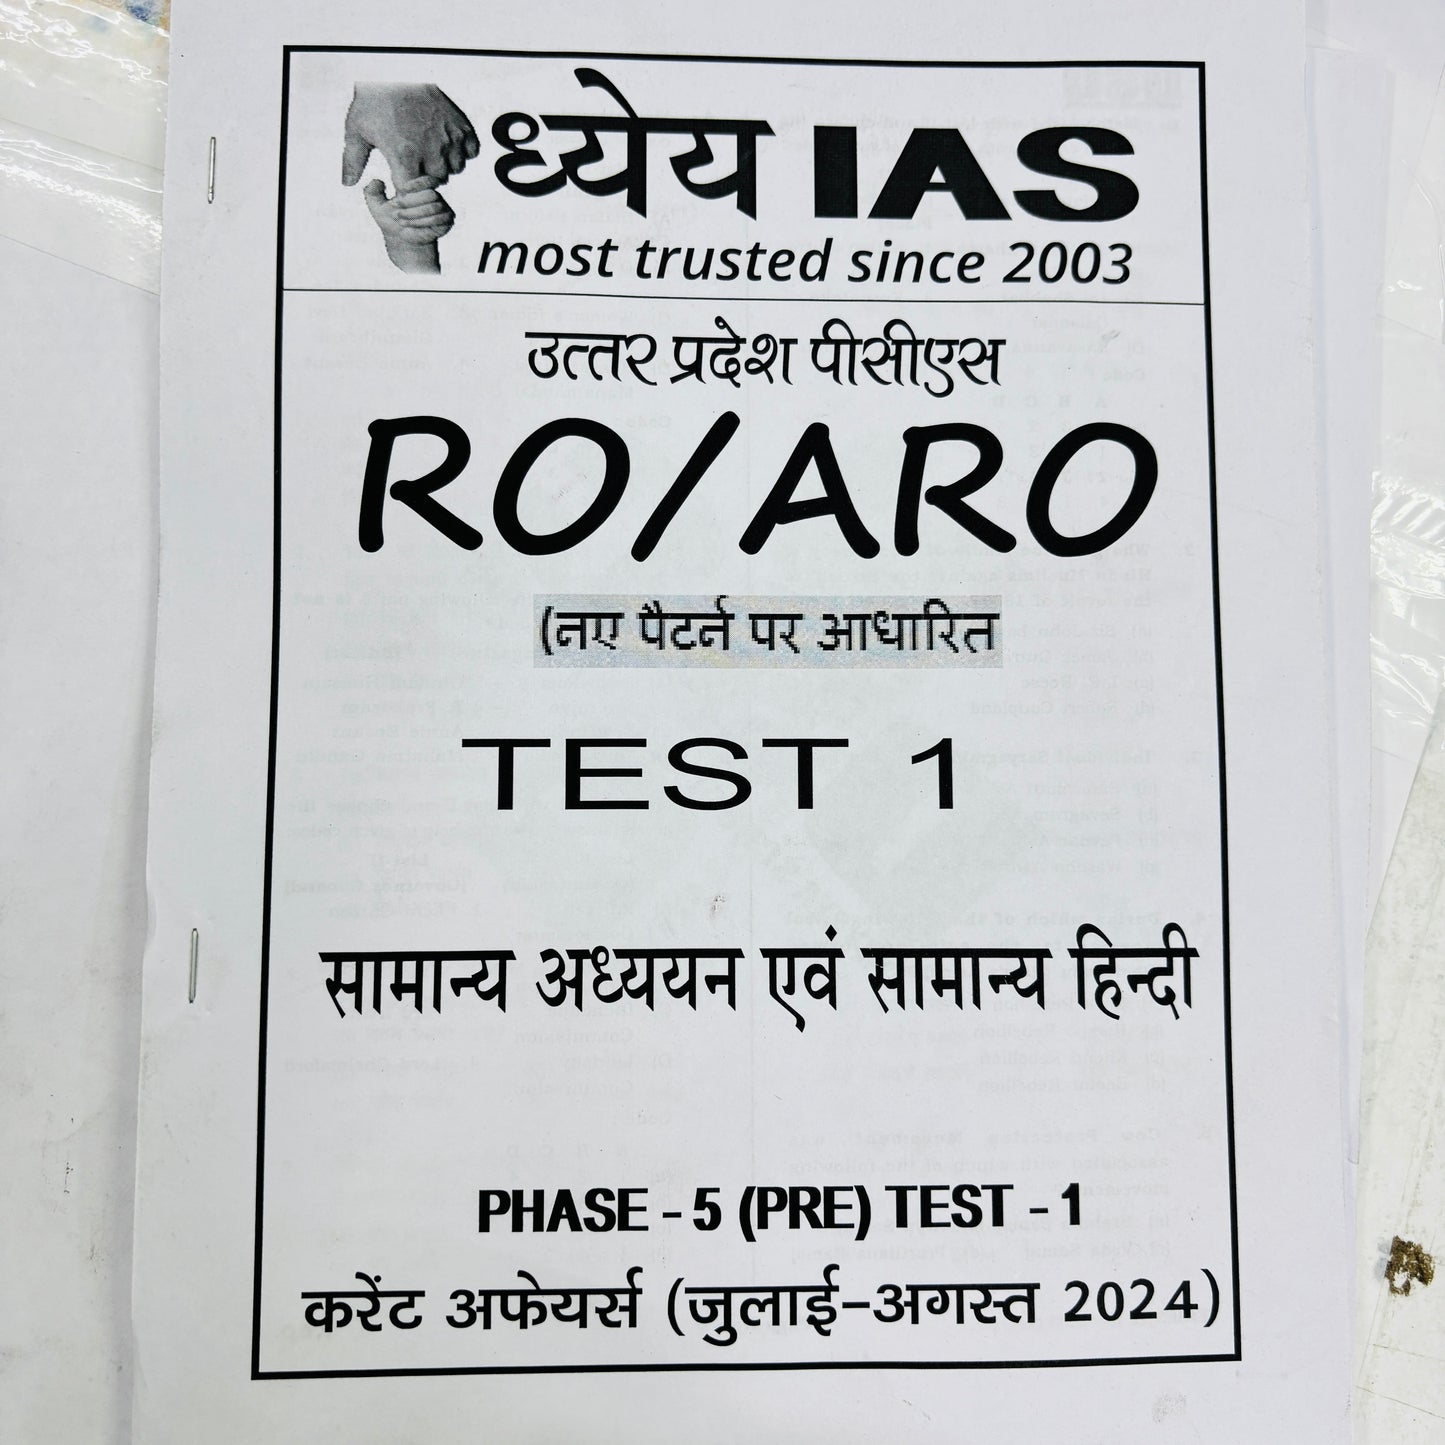 ध्येय IAS
most trusted since 2003
उत्तर प्रदेश पीसीएस
RO/ARO
(नए पैटर्न पर आधारित
TEST 1
सामान्य अध्ययन एवं सामान्य हिन्दी
PHASE - 5 (PRE) TEST - 1
करेंट अफेयर्स (जुलाई-अगस्त 2024)